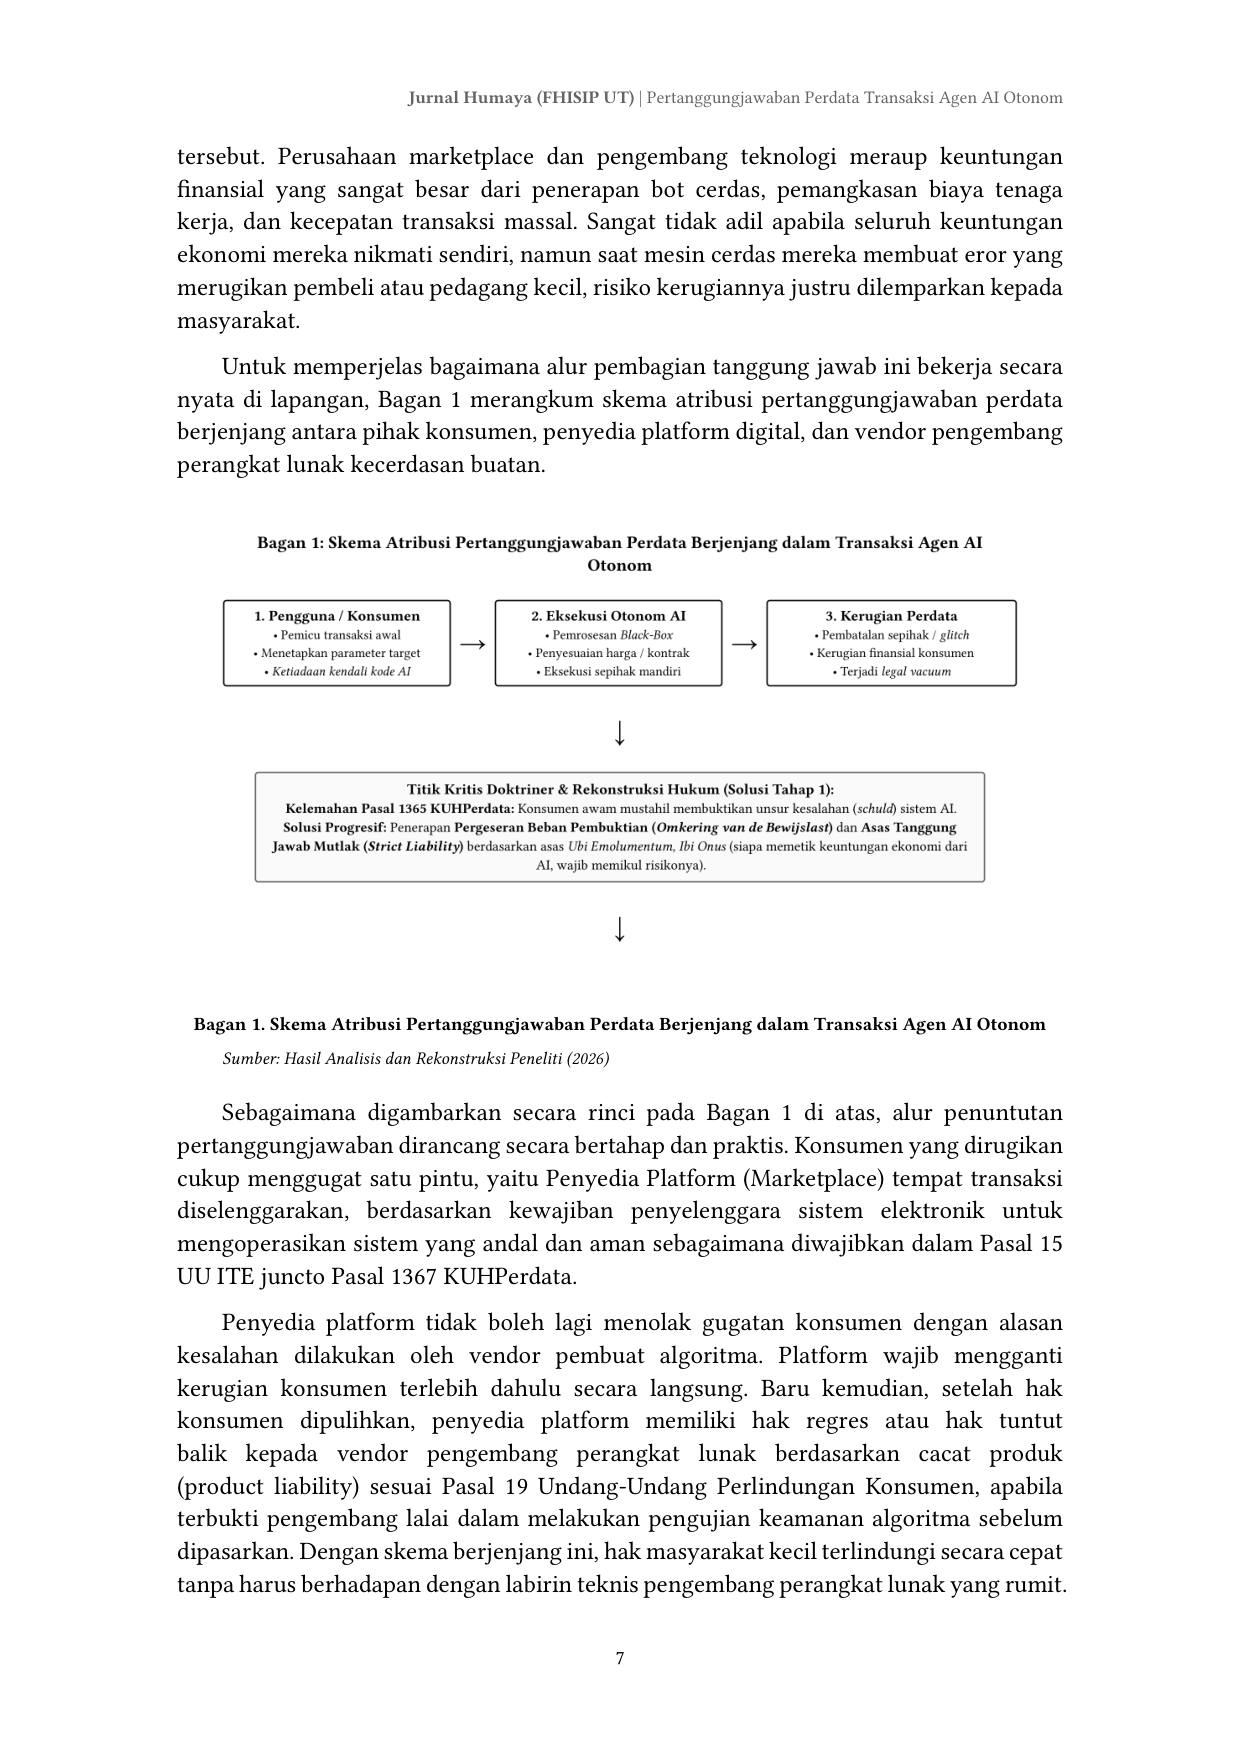 Jurnal Humaya (FHISIP UT) | Pertanggungjawaban Perdata Transaksi Agen AI Otonom
tersebut. Perusahaan marketplace dan pengembang teknologi meraup keuntungan
finansial yang sangat besar dari penerapan bot cerdas, pemangkasan biaya tenaga
kerja, dan kecepatan transaksi massal. Sangat tidak adil apabila seluruh keuntungan
ekonomi mereka nikmati sendiri, namun saat mesin cerdas mereka membuat eror yang
merugikan pembeli atau pedagang kecil, risiko kerugiannya justru dilemparkan kepada
masyarakat.
Untuk memperjelas bagaimana alur pembagian tanggung jawab ini bekerja secara
nyata di lapangan, Bagan 1 merangkum skema atribusi pertanggungjawaban perdata
berjenjang antara pihak konsumen, penyedia platform digital, dan vendor pengembang
perangkat lunak kecerdasan buatan.
Bagan 1: Skema Atribusi Pertanggungjawaban Perdata Berjenjang dalam Transaksi Agen AI
Otonom
1. Pengguna / Konsumen
• Pemicu transaksi awal
• Menetapkan parameter target
• Ketiadaan kendali kode AI
→
2. Eksekusi Otonom AI
• Pemrosesan Black-Box
• Penyesuaian harga / kontrak
• Eksekusi sepihak mandiri
→
3. Kerugian Perdata
• Pembatalan sepihak / glitch
• Kerugian finansial konsumen
• Terjadi legal vacuum
↓
Titik Kritis Doktriner & Rekonstruksi Hukum (Solusi Tahap 1):
Kelemahan Pasal 1365 KUHPerdata: Konsumen awam mustahil membuktikan unsur kesalahan (schuld) sistem AI.
Solusi Progresif: Penerapan Pergeseran Beban Pembuktian (Omkering van de Bewijslast) dan Asas Tanggung
Jawab Mutlak (Strict Liability) berdasarkan asas Ubi Emolumentum, Ibi Onus (siapa memetik keuntungan ekonomi dari
AI, wajib memikul risikonya).
↓
Bagan 1. Skema Atribusi Pertanggungjawaban Perdata Berjenjang dalam Transaksi Agen AI Otonom
Sumber: Hasil Analisis dan Rekonstruksi Peneliti (2026)
Sebagaimana digambarkan secara rinci pada Bagan 1 di atas, alur penuntutan
pertanggungjawaban dirancang secara bertahap dan praktis. Konsumen yang dirugikan
cukup menggugat satu pintu, yaitu Penyedia Platform (Marketplace) tempat transaksi
diselenggarakan, berdasarkan kewajiban penyelenggara sistem elektronik untuk
mengoperasikan sistem yang andal dan aman sebagaimana diwajibkan dalam Pasal 15
UU ITE juncto Pasal 1367 KUHPerdata.
Penyedia platform tidak boleh lagi menolak gugatan konsumen dengan alasan
kesalahan dilakukan oleh vendor pembuat algoritma. Platform wajib mengganti
kerugian konsumen terlebih dahulu secara langsung. Baru kemudian, setelah hak
konsumen dipulihkan, penyedia platform memiliki hak regres atau hak tuntut
balik kepada vendor pengembang perangkat lunak berdasarkan cacat produk
(product liability) sesuai Pasal 19 Undang-Undang Perlindungan Konsumen, apabila
terbukti pengembang lalai dalam melakukan pengujian keamanan algoritma sebelum
dipasarkan. Dengan skema berjenjang ini, hak masyarakat kecil terlindungi secara cepat
tanpa harus berhadapan dengan labirin teknis pengembang perangkat lunak yang rumit.
7